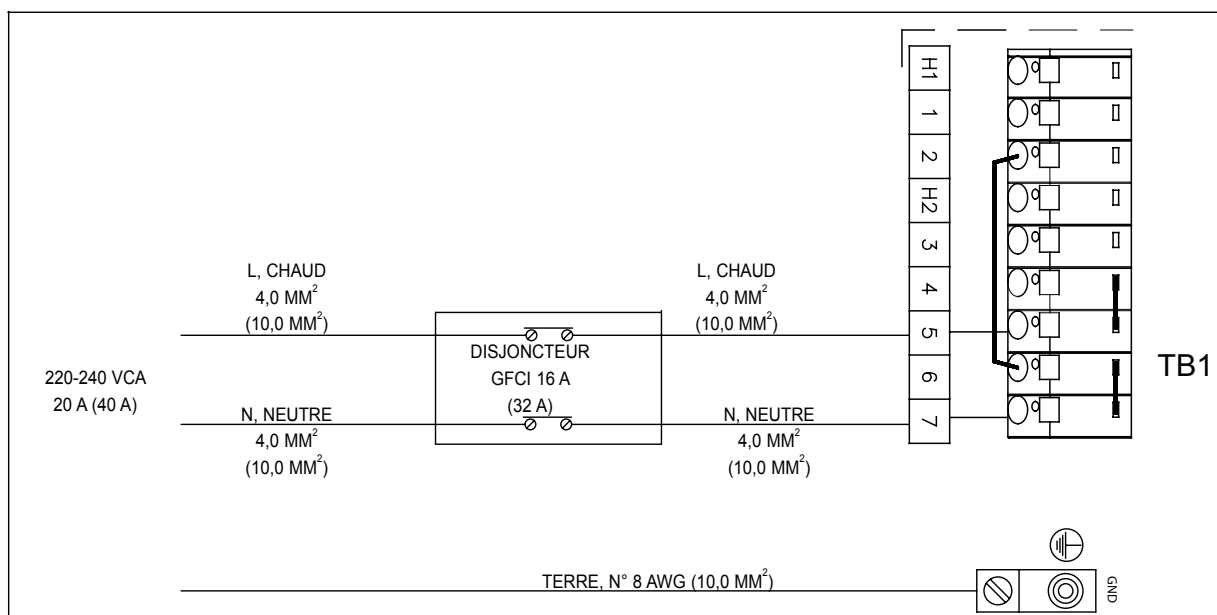 H1
1
2
H2
3
4
5
6
7
L, CHAUD
4,0 MM²
(10,0 MM²)
L, CHAUD
4,0 MM²
(10,0 MM²)
220-240 VCA
20 A (40 A)
DISJONCTEUR
GFCI 16 A
(32 A)
TB1
N, NEUTRE
4,0 MM²
(10,0 MM²)
N, NEUTRE
4,0 MM²
(10,0 MM²)
TERRE, N° 8 AWG (10,0 MM²)
GND